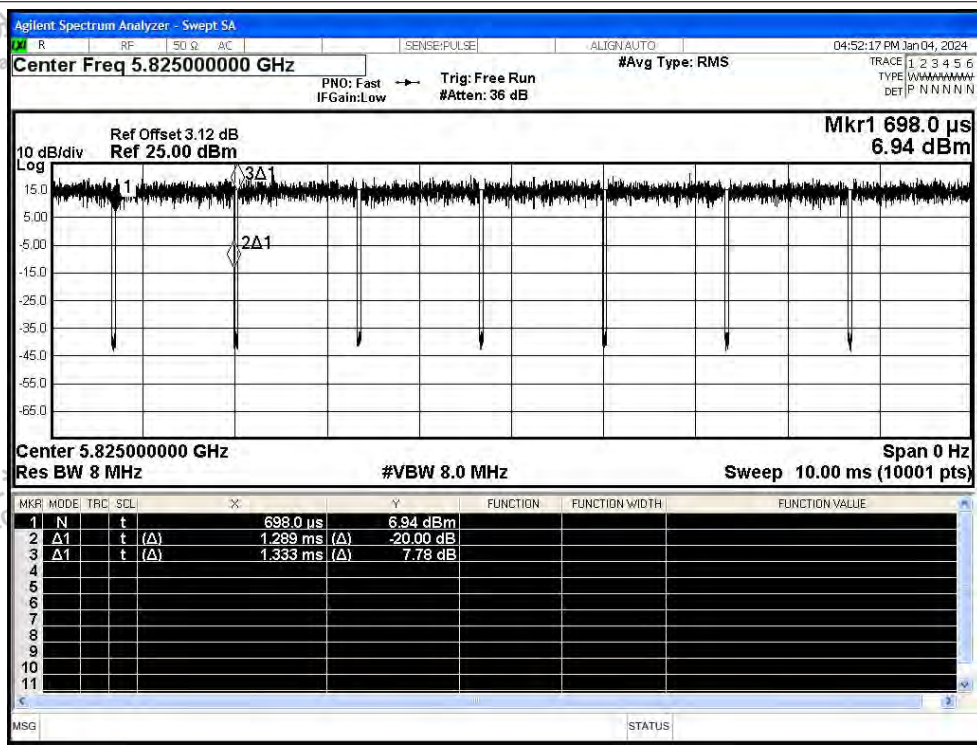 Agilent Spectrum Analyzer - Swept SA
R RF 50 Ω AC SENSE:PULSE ALIGN AUTO 04:52:17 PM Jan 04, 2024
Center Freq 5.825000000 GHz #Avg Type: RMS TRACE 1 2 3 4 5 6
PNO: Fast Trig: Free Run TYPE
IFGain:Low #Atten: 36 dB DET P N N N N N
Mkr1 698.0 µs
6.94 dBm
Ref Offset 3.12 dB
10 dB/div Ref 25.00 dBm
Log
3Δ1
15.0
1
5.00
2Δ1
-5.00
-15.0
-25.0
-35.0
-45.0
-55.0
-65.0
Center 5.825000000 GHz Span 0 Hz
Res BW 8 MHz #VBW 8.0 MHz Sweep 10.00 ms (10001 pts)
MKR MODE TRC SCL X Y FUNCTION FUNCTION WIDTH FUNCTION VALUE
1 N t 698.0 µs 6.94 dBm
2 Δ1 t (Δ) 1.289 ms (Δ) -20.00 dB
3 Δ1 t (Δ) 1.333 ms (Δ) 7.78 dB
4
5
6
7
8
9
10
11
MSG STATUS